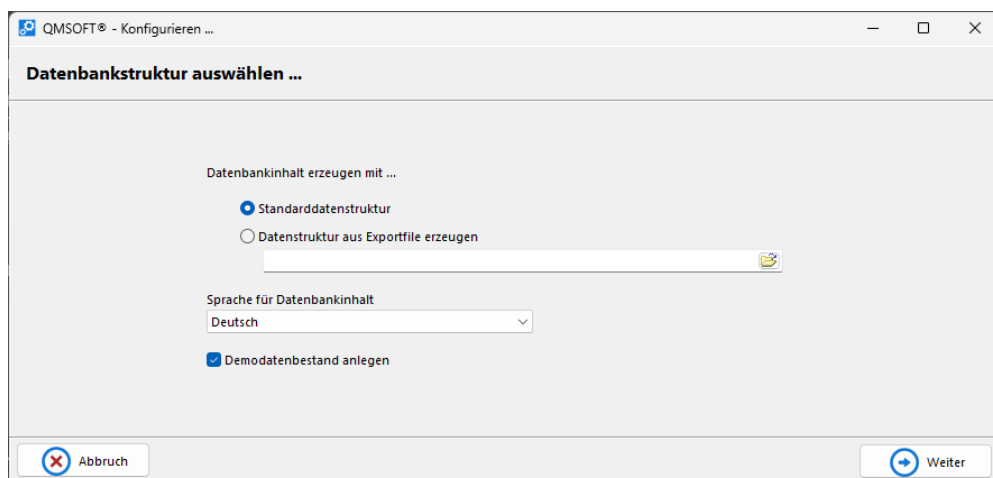 QMSOFT® - Konfigurieren ...
Datenbankstruktur auswählen ...
Datenbankinhalt erzeugen mit ...
Standarddatenstruktur
Datenstruktur aus Exportfile erzeugen
Sprache für Datenbankinhalt
Deutsch
Demodatenbestand anlegen
Abbruch
Weiter